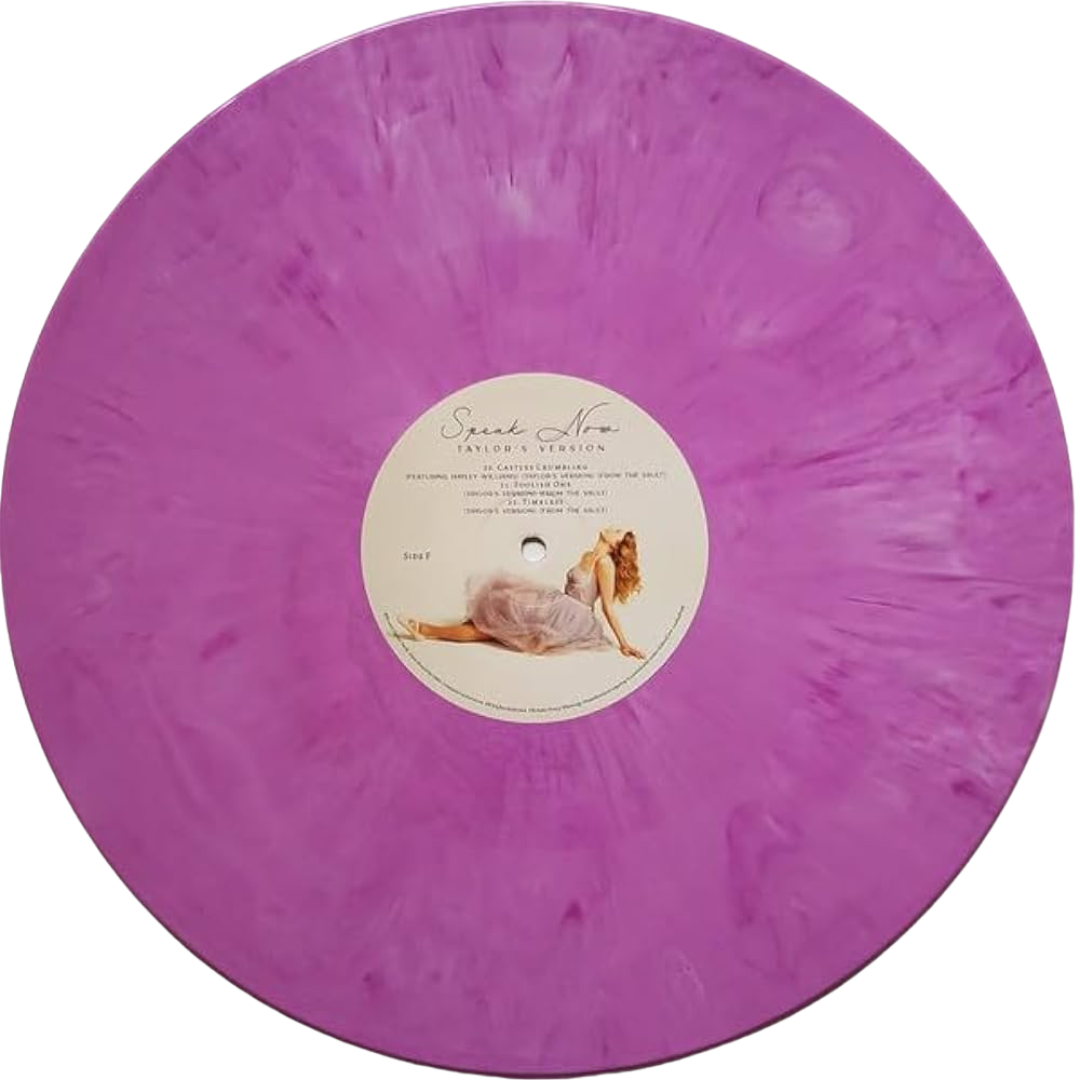 Speak Now
TAYLOR'S VERSION
20. CASTLES CRUMBLING
(FEATURING HAYLEY WILLIAMS) (TAYLOR'S VERSION) (FROM THE VAULT)
21. FOOLISH ONE
(TAYLOR'S VERSION) (FROM THE VAULT)
22. TIMELESS
(TAYLOR'S VERSION) (FROM THE VAULT)
Side F